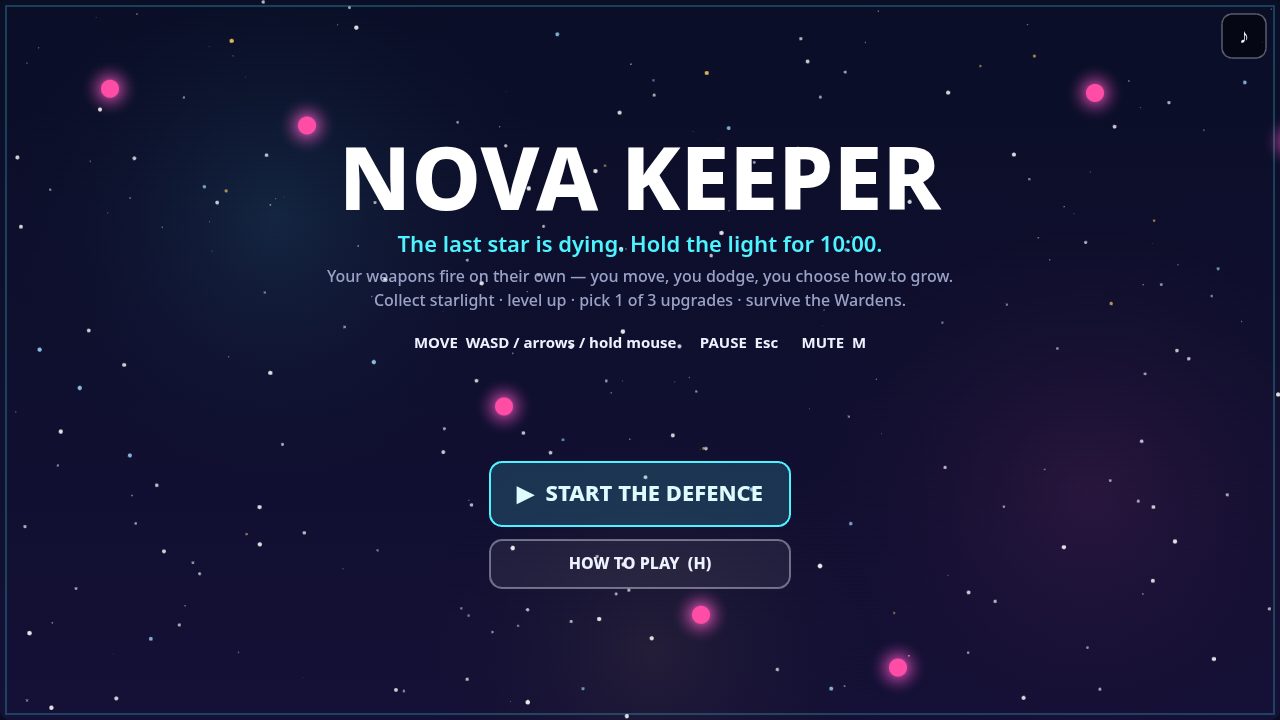 ♪
NOVA KEEPER
The last star is dying. Hold the light for 10:00.
Your weapons fire on their own — you move, you dodge, you choose how to grow.
Collect starlight · level up · pick 1 of 3 upgrades · survive the Wardens.
MOVE WASD / arrows / hold mouse PAUSE Esc MUTE M
▶ START THE DEFENCE
HOW TO PLAY (H)